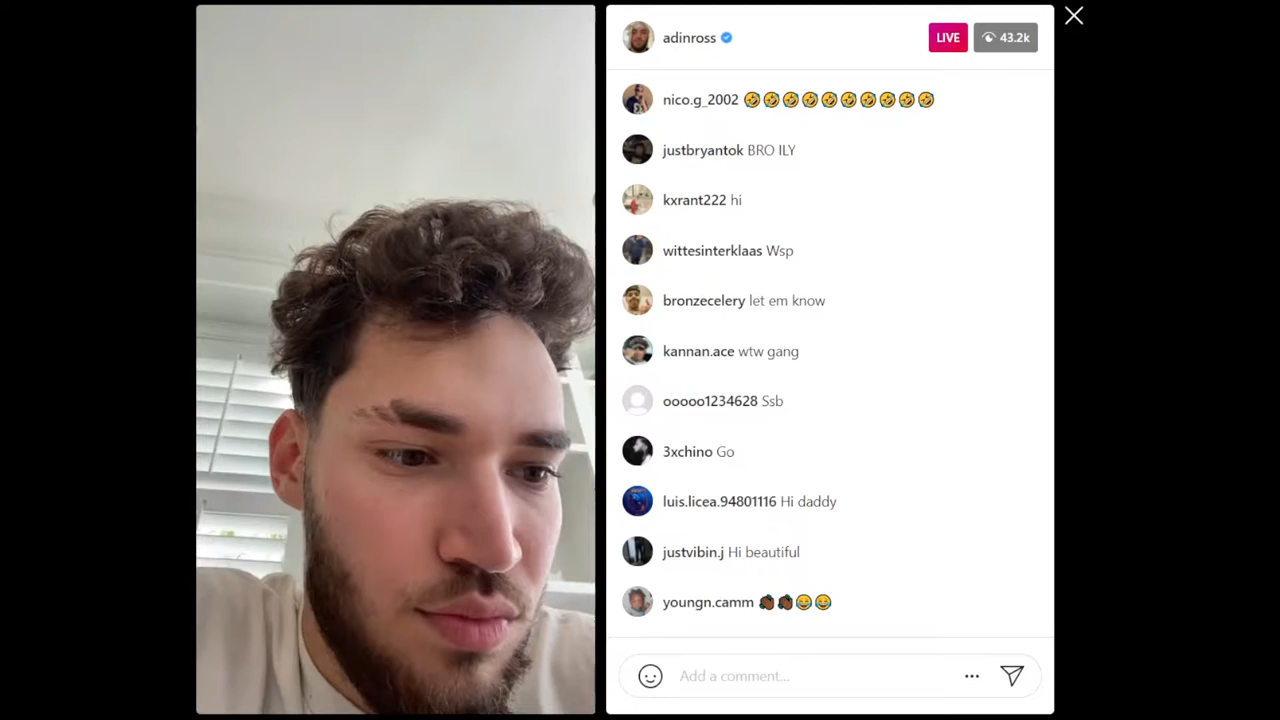 adinross
LIVE 43.2k
nico.g_2002 🤣🤣🤣🤣🤣🤣🤣🤣🤣🤣
justbryantok BRO ILY
kxrant222 hi
wittesinterklaas Wsp
bronzecelery let em know
kannan.ace wtw gang
ooooo1234628 Ssb
3xchino Go
luis.licea.94801116 Hi daddy
justvibin.j Hi beautiful
youngn.camm 👏🏾👏🏾😂😂
Add a comment...